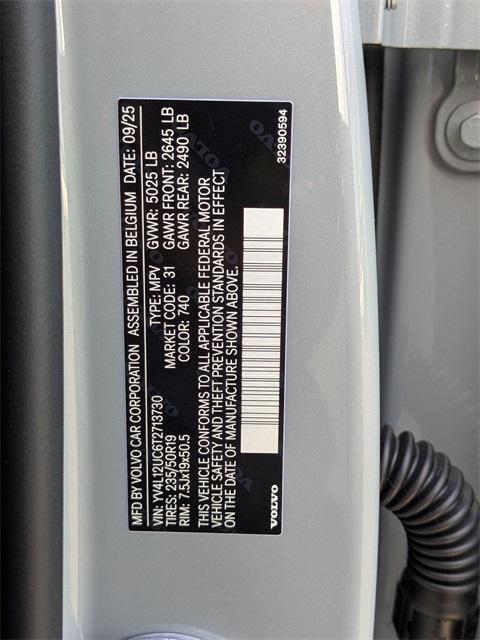 MFD BY VOLVO CAR CORPORATION ASSEMBLED IN BELGIUM DATE: 09/25
VIN: YV4L12UC6T2713730 TYPE: MPV GVWR: 5025 LB
TIRES: 235/50R19 MARKET CODE: 31 GAWR FRONT: 2645 LB
RIM: 7.5Jx19x50.5 COLOR: 740 GAWR REAR: 2490 LB
THIS VEHICLE CONFORMS TO ALL APPLICABLE FEDERAL MOTOR
VEHICLE SAFETY AND THEFT PREVENTION STANDARDS IN EFFECT
ON THE DATE OF MANUFACTURE SHOWN ABOVE.
VOLVO 32390594